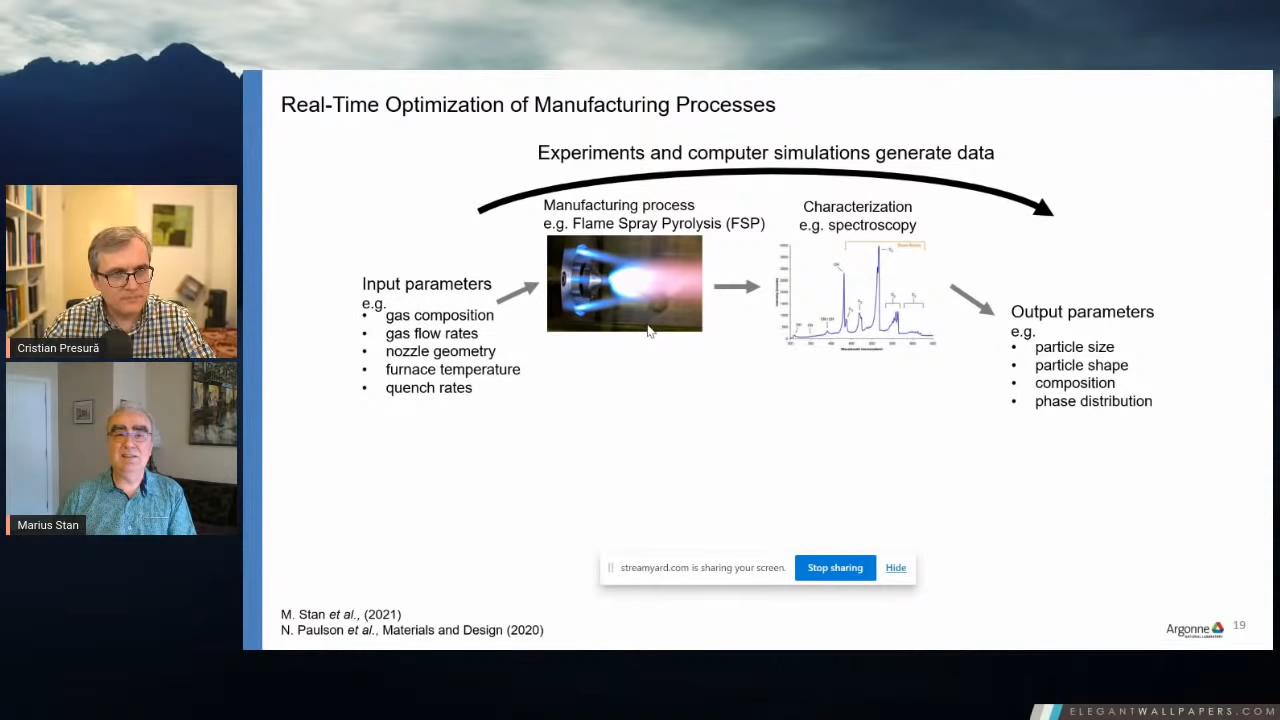 Real-Time Optimization of Manufacturing Processes
Experiments and computer simulations generate data
Manufacturing process
e.g. Flame Spray Pyrolysis (FSP)
Characterization
e.g. spectroscopy
Input parameters
e.g.
• gas composition
• gas flow rates
• nozzle geometry
• furnace temperature
• quench rates
Output parameters
e.g.
• particle size
• particle shape
• composition
• phase distribution
Cristian Presură
Marius Stan
streamyard.com is sharing your screen.
Stop sharing
Hide
M. Stan et al., (2021)
N. Paulson et al., Materials and Design (2020)
Argonne
NATIONAL LABORATORY
19
ELEGANTWALLPAPERS.COM